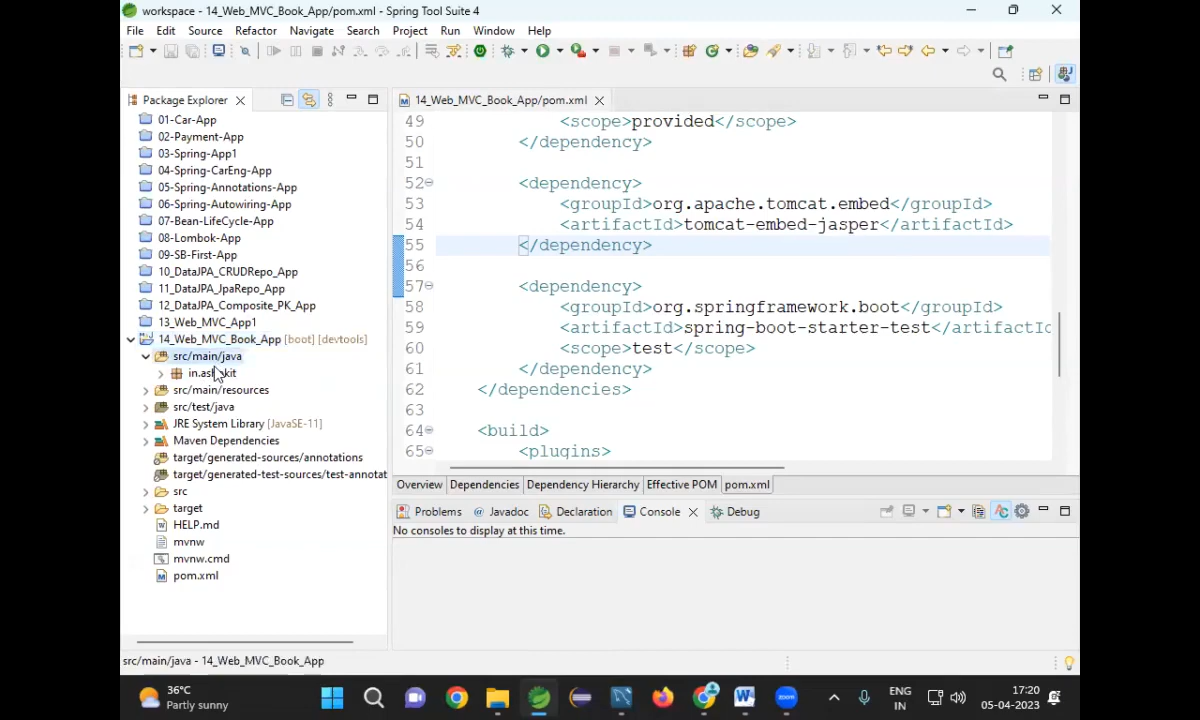 workspace - 14_Web_MVC_Book_App/pom.xml - Spring Tool Suite 4
File Edit Source Refactor Navigate Search Project Run Window Help
Package Explorer
01-Car-App
02-Payment-App
03-Spring-App1
04-Spring-CarEng-App
05-Spring-Annotations-App
06-Spring-Autowiring-App
07-Bean-LifeCycle-App
08-Lombok-App
09-SB-First-App
10_DataJPA_CRUDRepo_App
11_DataJPA_JpaRepo_App
12_DataJPA_Composite_PK_App
13_Web_MVC_App1
14_Web_MVC_Book_App [boot] [devtools]
src/main/java
src/main/resources
src/test/java
JRE System Library [JavaSE-11]
Maven Dependencies
target/generated-sources/annotations
target/generated-test-sources/test-annotat
src
target
HELP.md
mvnw
mvnw.cmd
pom.xml
14_Web_MVC_Book_App/pom.xml
49 <scope>provided</scope>
50 </dependency>
51
52 <dependency>
53 <groupId>org.apache.tomcat.embed</groupId>
54 <artifactId>tomcat-embed-jasper</artifactId>
55 </dependency>
56
57 <dependency>
58 <groupId>org.springframework.boot</groupId>
59 <artifactId>spring-boot-starter-test</artifactId
60 <scope>test</scope>
61 </dependency>
62 </dependencies>
63
64 <build>
65 <plugins>
Overview Dependencies Dependency Hierarchy Effective POM pom.xml
Problems @ Javadoc Declaration Console Debug
No consoles to display at this time.
src/main/java - 14_Web_MVC_Book_App
36°C
Partly sunny
ENG
IN
17:20
05-04-2023